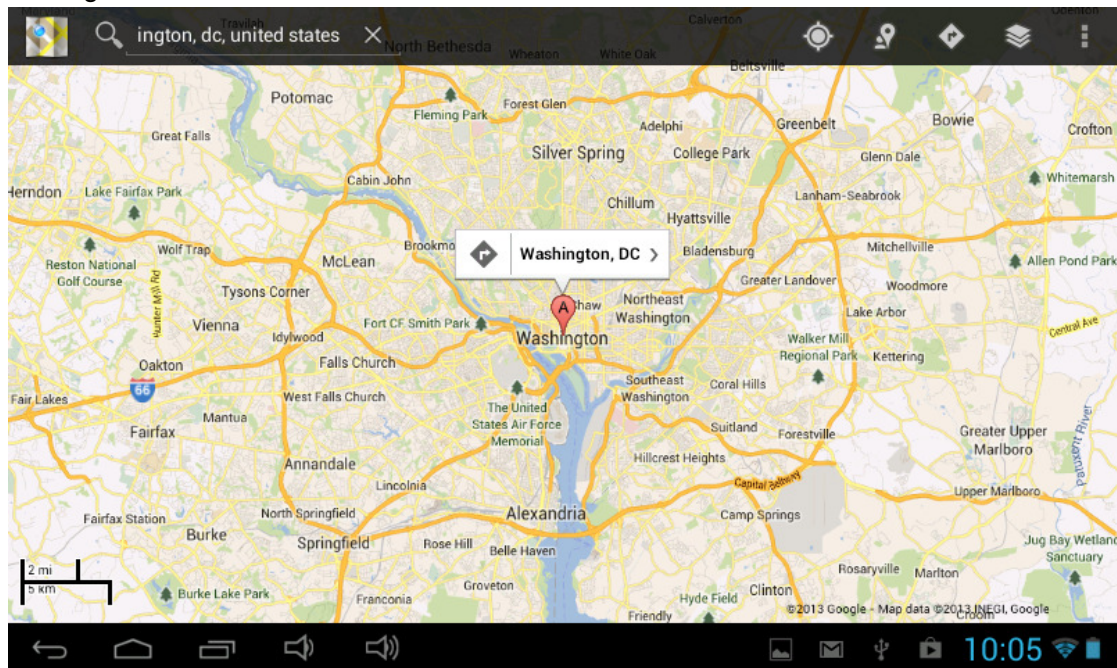 Calverton
ington, dc, united states
North Bethesda
Wheaton
White Oak
Beltsville
Potomac
Fleming Park
Forest Glen
Adelphi
Greenbelt
Bowie
Crofton
Great Falls
Silver Spring
College Park
Glenn Dale
Whitemarsh
Herndon
Lake Fairfax Park
Cabin John
Chillum
Lanham-Seabrook
Hyattsville
Wolf Trap
McLean
Brookmo
Washington, DC
Bladensburg
Mitchellville
Reston National
Golf Course
Allen Pond Park
Greater Landover
Woodmore
Tysons Corner
Hunter Mill Rd
A
shaw
Northeast
Washington
Lake Arbor
Vienna
Idylwood
Fort CF Smith Park
Washington
Walker Mill
Regional Park
Kettering
Central Ave
Oakton
Falls Church
66
Fair Lakes
West Falls Church
Southeast
Washington
Coral Hills
Mantua
The United
States Air Force
Memorial
Fairfax
Suitland
Forestville
Greater Upper
Marlboro
Patuxent River
Annandale
Hillcrest Heights
Lincolnia
Capital Beltway
Upper Marlboro
Fairfax Station
North Springfield
Alexandria
Camp Springs
Burke
Springfield
Rose Hill
Belle Haven
Jug Bay Wetland
Sanctuary
2 mi
5 km
Burke Lake Park
Franconia
Groveton
Hyde Field
Clinton
Rosaryville
Marlton
Friendly
Croom
©2013 Google - Map data ©2013 INEGI, Google
10:05